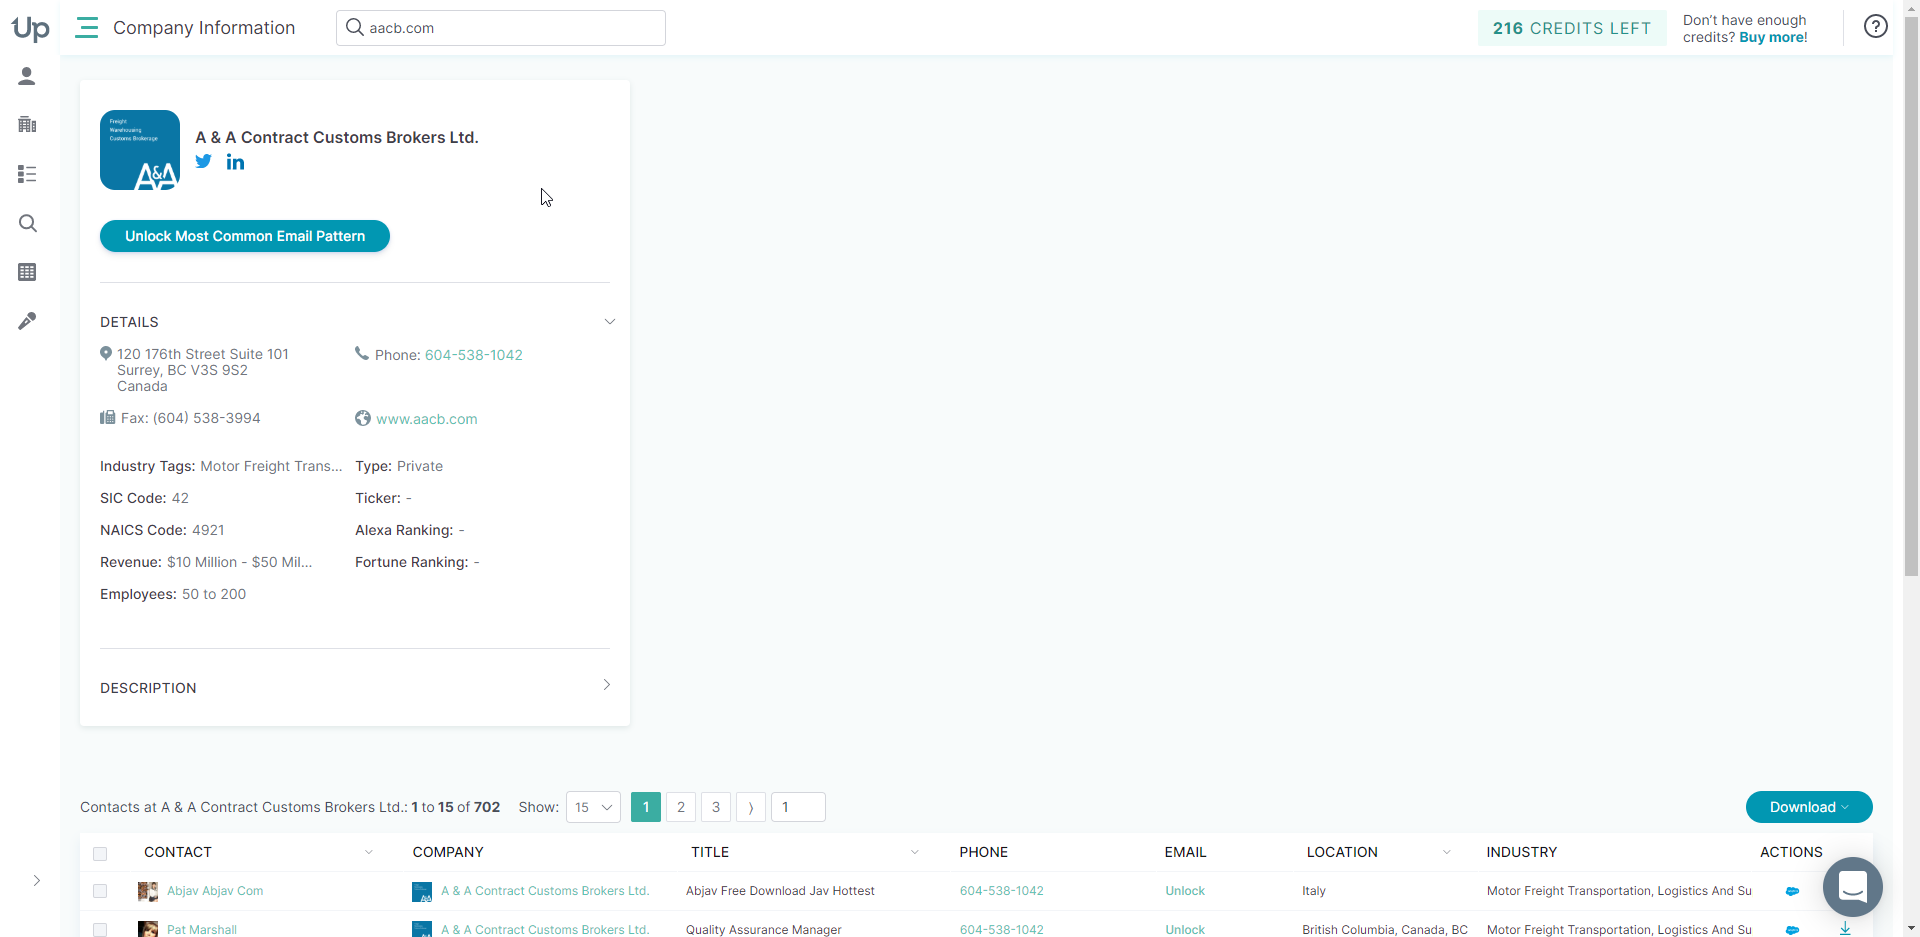 Up
Company Information
aacb.com
216 CREDITS LEFT
Don't have enough
credits? Buy more!
Freight
Warehousing
Customs Brokerage
A&A
A & A Contract Customs Brokers Ltd.
Unlock Most Common Email Pattern
DETAILS
120 176th Street Suite 101
Surrey, BC V3S 9S2
Canada
Phone: 604-538-1042
Fax: (604) 538-3994
www.aacb.com
Industry Tags: Motor Freight Trans...
Type: Private
SIC Code: 42
Ticker: -
NAICS Code: 4921
Alexa Ranking: -
Revenue: $10 Million - $50 Mil...
Fortune Ranking: -
Employees: 50 to 200
DESCRIPTION
Contacts at A & A Contract Customs Brokers Ltd.: 1 to 15 of 702 Show: 15 1 2 3 ⟩ 1
Download
CONTACT COMPANY TITLE PHONE EMAIL LOCATION INDUSTRY ACTIONS
Abjav Abjav Com A & A Contract Customs Brokers Ltd. Abjav Free Download Jav Hottest 604-538-1042 Unlock Italy Motor Freight Transportation, Logistics And Su
Pat Marshall A & A Contract Customs Brokers Ltd. Quality Assurance Manager 604-538-1042 Unlock British Columbia, Canada, BC Motor Freight Transportation, Logistics And Su